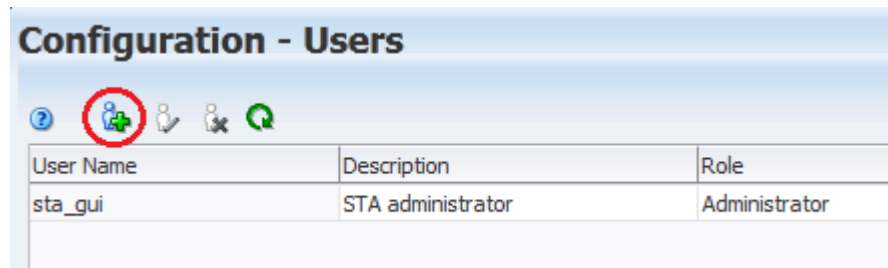 Configuration - Users
User Name Description Role
sta_gui STA administrator Administrator